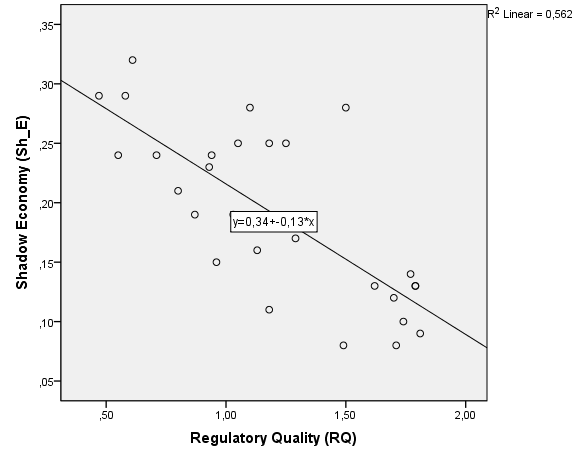 R² Linear = 0,562
Shadow Economy (Sh_E)
,35
,30
,25
,20
,15
,10
,05
y=0,34+-0,13*x
,50
1,00
1,50
2,00
Regulatory Quality (RQ)